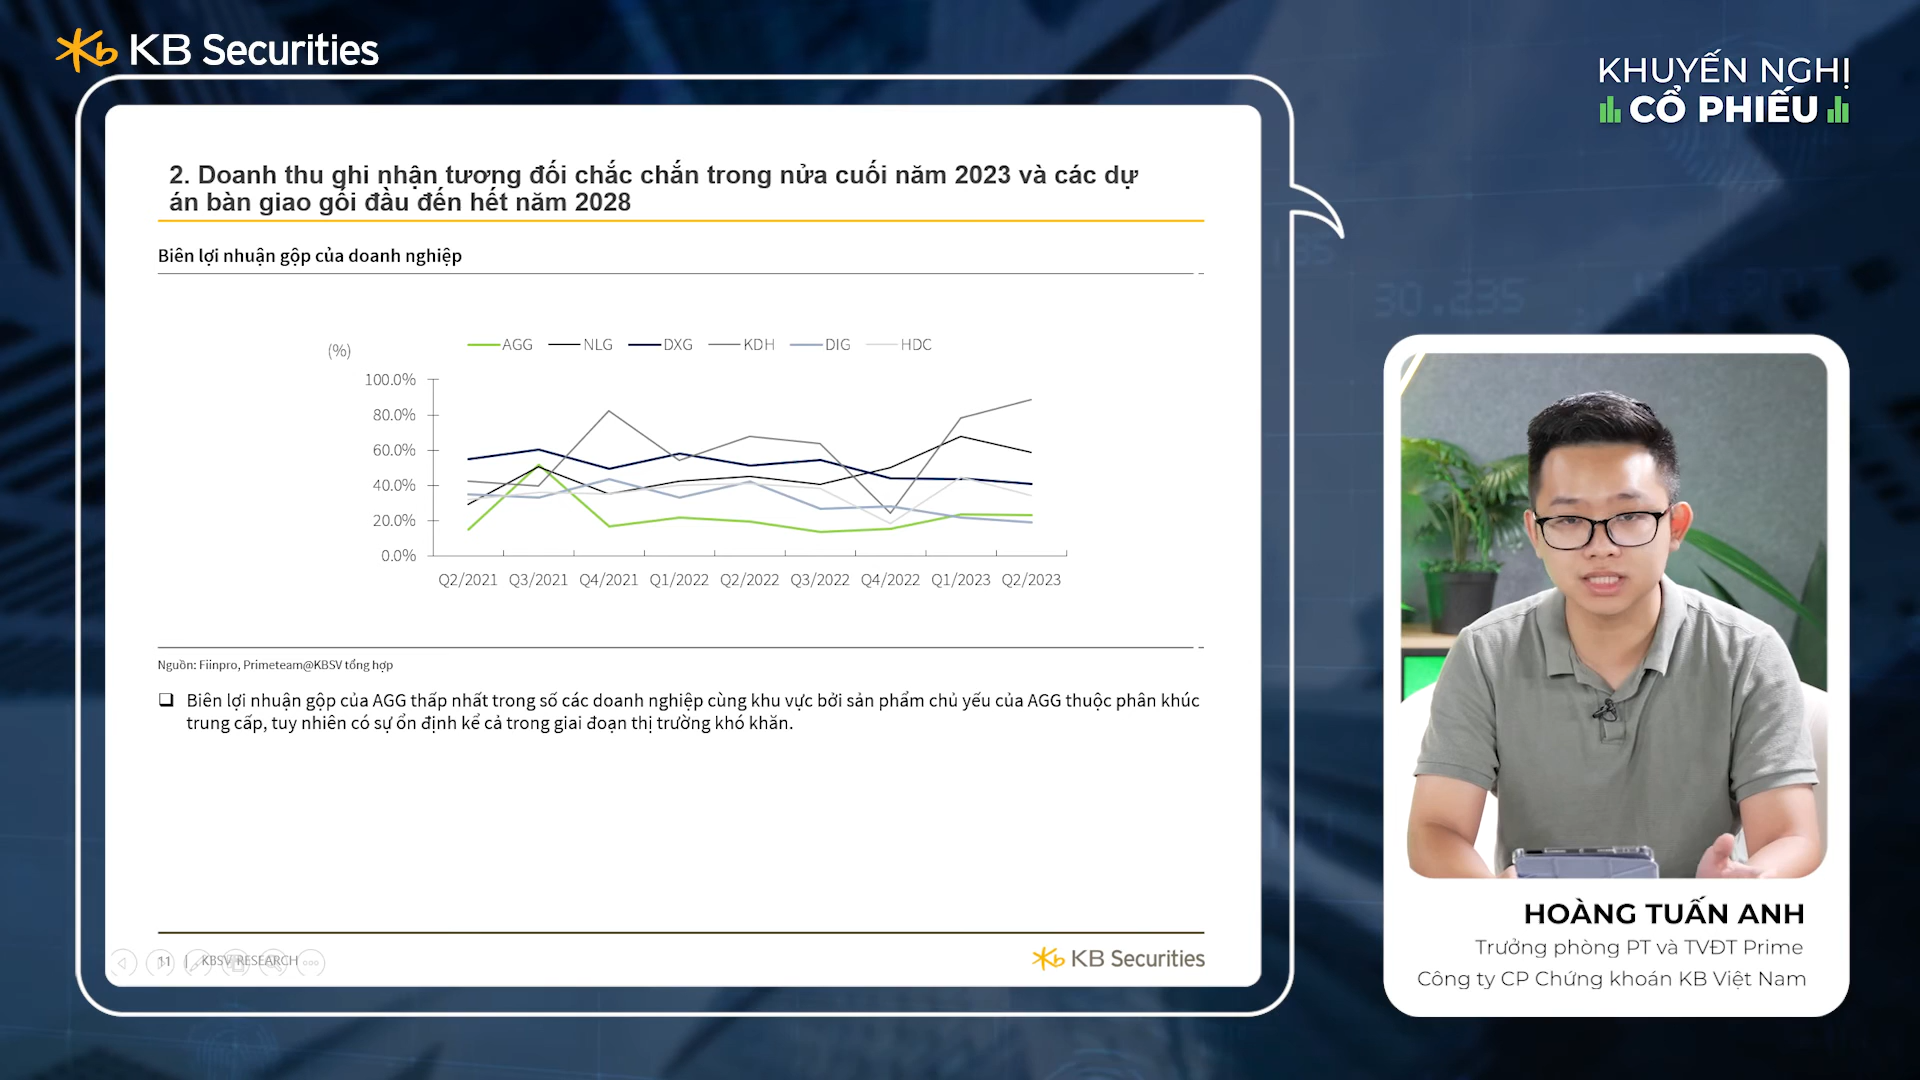 KB Securities
KHUYẾN NGHỊ
CỔ PHIẾU
2. Doanh thu ghi nhận tương đối chắc chắn trong nửa cuối năm 2023 và các dự
án bàn giao gối đầu đến hết năm 2028
Biên lợi nhuận gộp của doanh nghiệp
(%)
AGG NLG DXG KDH DIG HDC
100.0%
80.0%
60.0%
40.0%
20.0%
0.0%
Q2/2021 Q3/2021 Q4/2021 Q1/2022 Q2/2022 Q3/2022 Q4/2022 Q1/2023 Q2/2023
Nguồn: Fiinpro, Primeteam@KBSV tổng hợp
Biên lợi nhuận gộp của AGG thấp nhất trong số các doanh nghiệp cùng khu vực bởi sản phẩm chủ yếu của AGG thuộc phân khúc
trung cấp, tuy nhiên có sự ổn định kể cả trong giai đoạn thị trường khó khăn.
11 | KBSV RESEARCH
KB Securities
HOÀNG TUẤN ANH
Trưởng phòng PT và TVĐT Prime
Công ty CP Chứng khoán KB Việt Nam
30.235